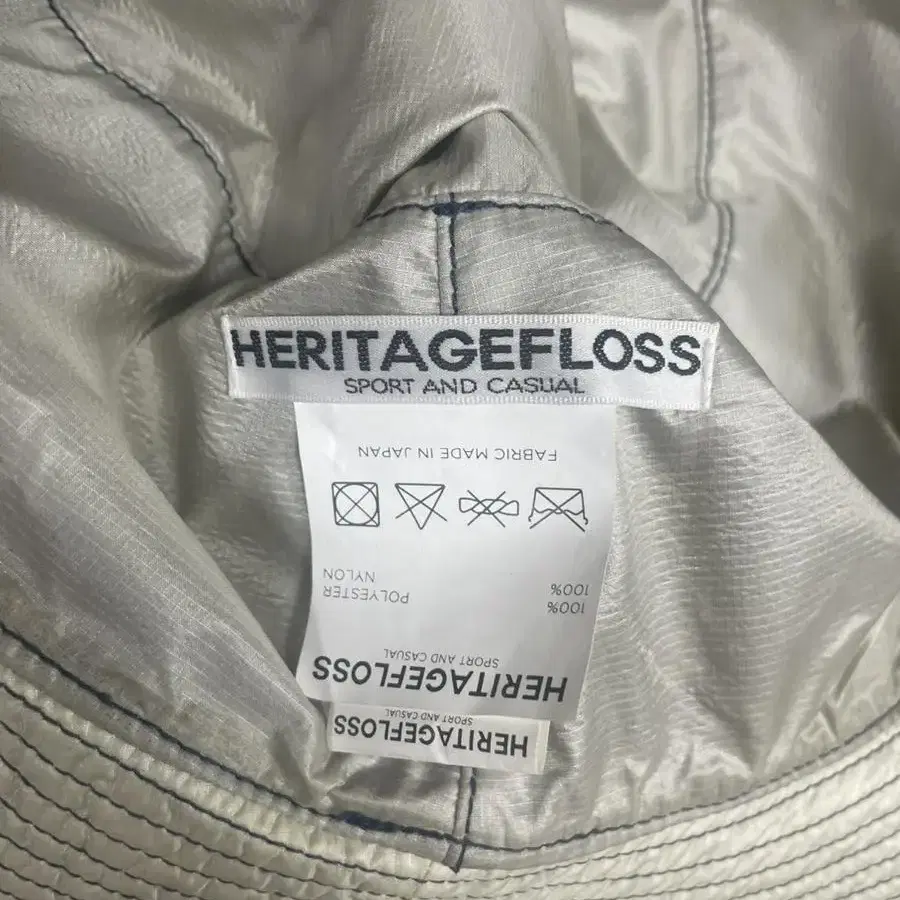 HERITAGEFLOSS
SPORT AND CASUAL
HERITAGEFLOSS
SPORT AND CASUAL
100% POLYESTER
100% NYLON
FABRIC MADE IN JAPAN
HERITAGEFLOSS
SPORT AND CASUAL